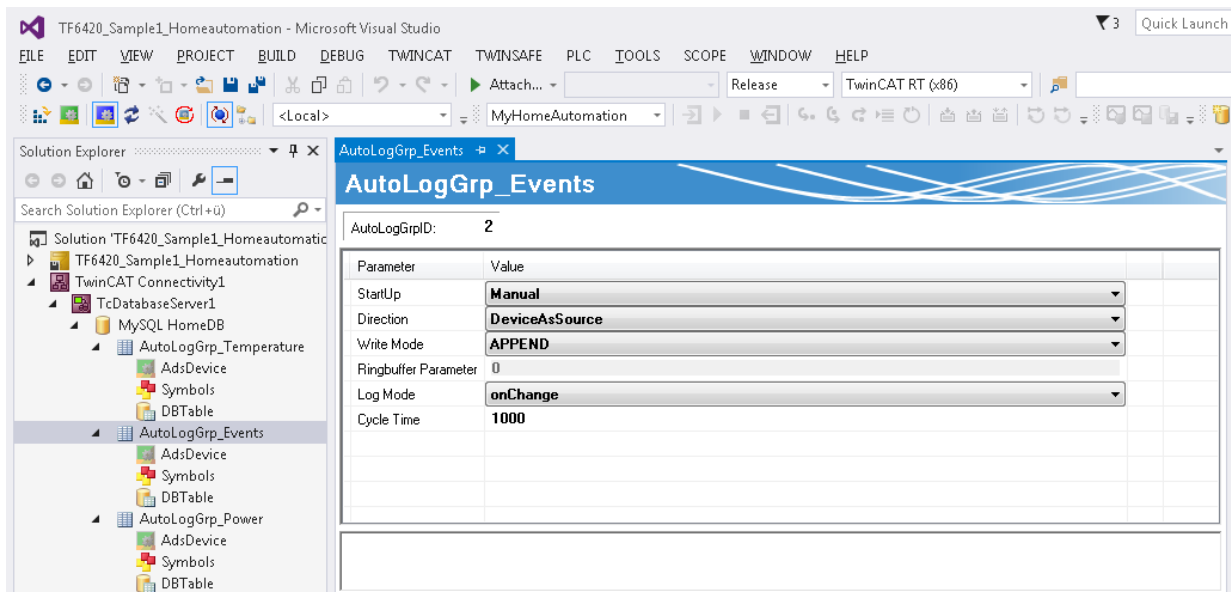 TF6420_Sample1_Homeautomation - Microsoft Visual Studio
3
Quick Launch
FILE EDIT VIEW PROJECT BUILD DEBUG TWINCAT TWINSAFE PLC TOOLS SCOPE WINDOW HELP
Attach... Release TwinCAT RT (x86)
<Local> MyHomeAutomation
Solution Explorer
Search Solution Explorer (Ctrl+ü)
Solution 'TF6420_Sample1_Homeautomatic
TF6420_Sample1_Homeautomation
TwinCAT Connectivity1
TcDatabaseServer1
MySQL HomeDB
AutoLogGrp_Temperature
AdsDevice
Symbols
DBTable
AutoLogGrp_Events
AdsDevice
Symbols
DBTable
AutoLogGrp_Power
AdsDevice
Symbols
DBTable
AutoLogGrp_Events
AutoLogGrp_Events
AutoLogGrpID: 2
Parameter Value
StartUp Manual
Direction DeviceAsSource
Write Mode APPEND
Ringbuffer Parameter 0
Log Mode onChange
Cycle Time 1000